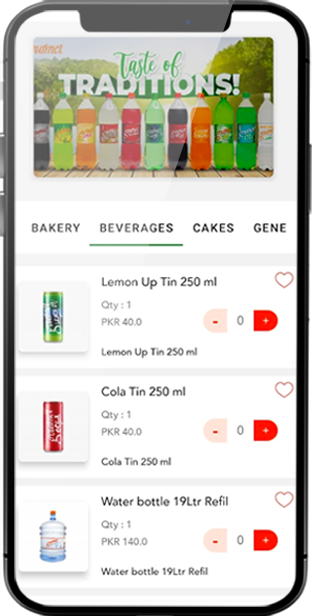 Taste of
TRADITIONS!
BAKERY BEVERAGES CAKES GENE
Lemon Up Tin 250 ml
Qty : 1
PKR 40.0
- 0 +
Lemon Up Tin 250 ml
Cola Tin 250 ml
Qty : 1
PKR 40.0
- 0 +
Cola Tin 250 ml
Water bottle 19Ltr Refil
Qty : 1
PKR 140.0
- 0 +
Water bottle 19Ltr Refil